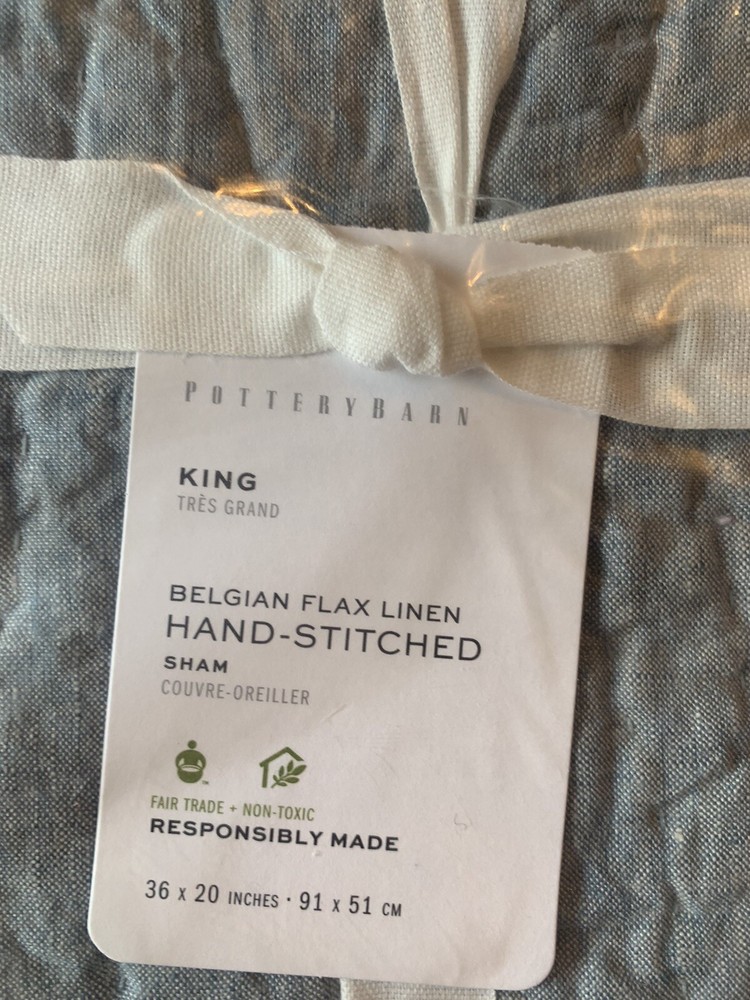 POTTERYBARN
KING
TRÈS GRAND
BELGIAN FLAX LINEN
HAND-STITCHED
SHAM
COUVRE-OREILLER
FAIR TRADE + NON-TOXIC
RESPONSIBLY MADE
36 x 20 INCHES · 91 x 51 CM